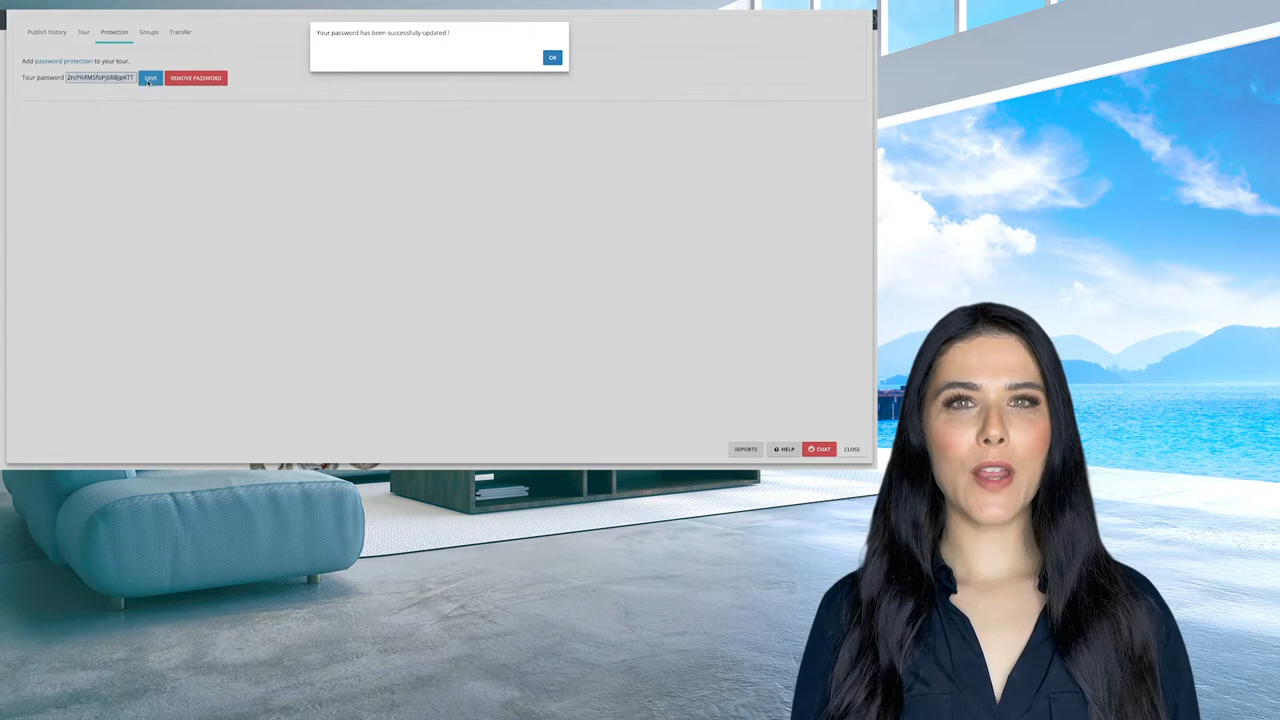 Publish history Tour Protection Groups Transfer
Your password has been successfully updated !
OK
Add password protection to your tour.
Tour password SAVE REMOVE PASSWORD
REPORTS HELP CHAT CLOSE